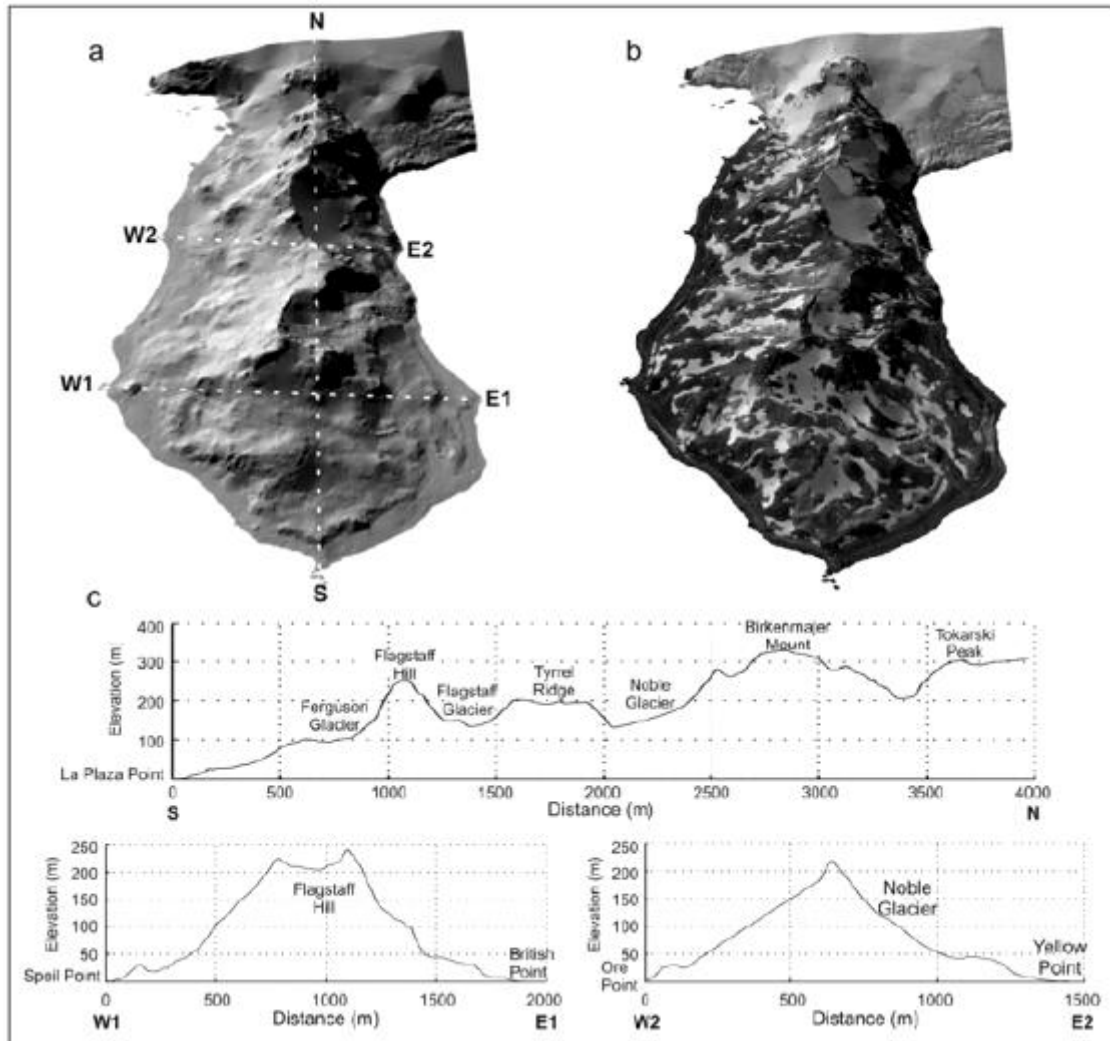 a
N
b
W2
E2
W1
E1
S
c
Elevation (m
400
300
200
100
La Plaza Point
Ferguson
Glacier
Flagstaff
Hill
Flagstaff
Glacier
Tyrrel
Ridge
Noble
Glacier
Birkenmajer
Mount
Tokarski
Peak
0 500 1000 1500 2000 2500 3000 3500 4000
S Distance (m) N
Elevation (m)
250
200
150
100
50
Spail Point
Flagstaff
Hill
British
Point
0 500 1000 1500 2000
W1 Distance (m) E1
Elevation (m)
250
200
150
100
50
Ore
Point
Noble
Glacier
Yellow
Point
0 500 1000 1500
W2 Distance (m) E2